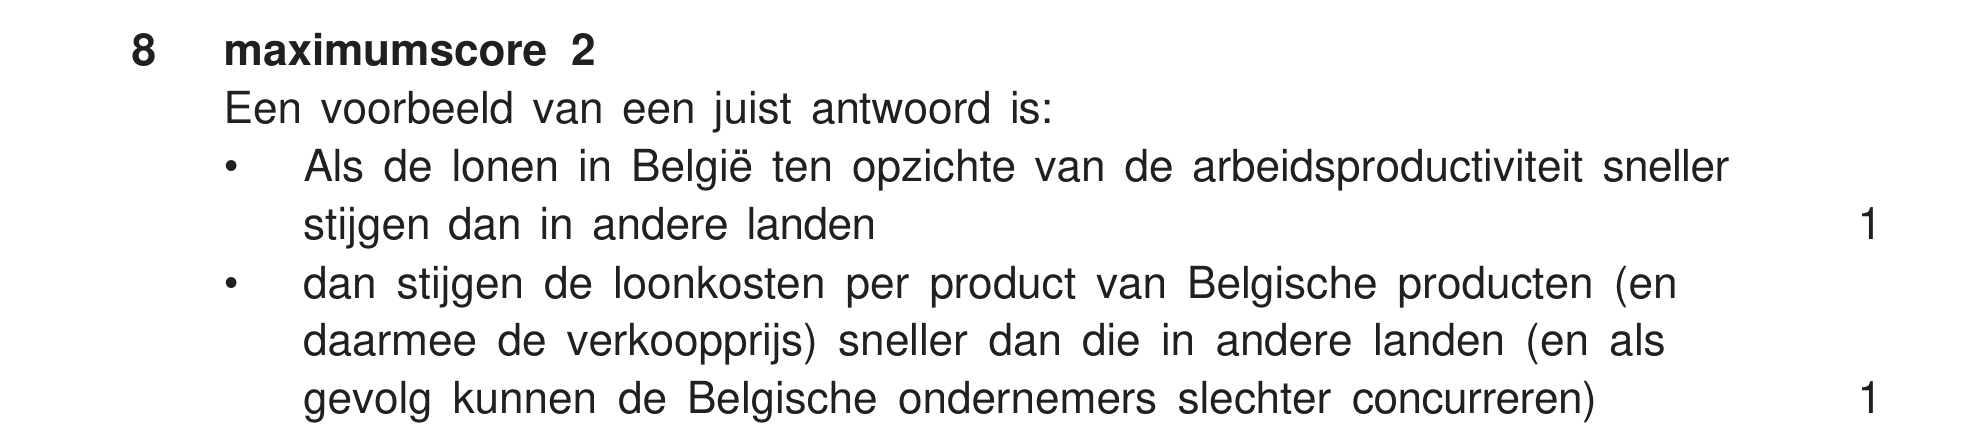 8 maximumscore 2
Een voorbeeld van een juist antwoord is:
• Als de lonen in België ten opzichte van de arbeidsproductiviteit sneller
stijgen dan in andere landen 1
• dan stijgen de loonkosten per product van Belgische producten (en
daarmee de verkoopprijs) sneller dan die in andere landen (en als
gevolg kunnen de Belgische ondernemers slechter concurreren) 1